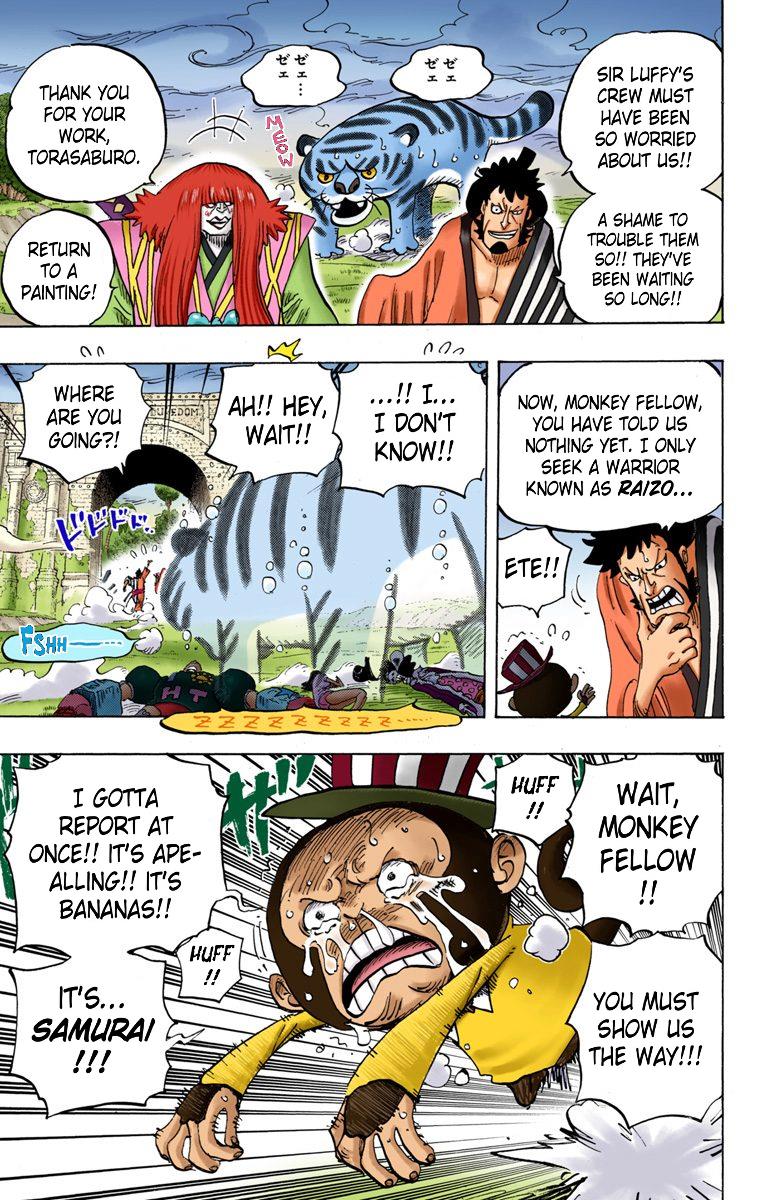 SIR LUFFY'S
CREW MUST
HAVE BEEN
SO WORRIED
ABOUT US!!
A SHAME TO
TROUBLE THEM
SO!! THEY'VE
BEEN WAITING
SO LONG!!
ゼェ
ゼェ
ゼェ
ゼェ…
MEOW
THANK YOU
FOR YOUR
WORK,
TORASABURO.
RETURN
TO A
PAINTING!
NOW, MONKEY FELLOW,
YOU HAVE TOLD US
NOTHING YET. I ONLY
SEEK A WARRIOR
KNOWN AS RAIZO...
ETE!!
...!! I...
I DON'T
KNOW!!
AH!! HEY,
WAIT!!
WHERE
ARE YOU
GOING?!
ドドドド..
FSHH
HT
ZZZZZZZZ
WAIT,
MONKEY
FELLOW
!!
HUFF
!!
YOU MUST
SHOW US
THE WAY!!!
I GOTTA
REPORT AT
ONCE!! IT'S APE-
ALLING!! IT'S
BANANAS!!
HUFF
!!
IT'S...
SAMURAI
!!!